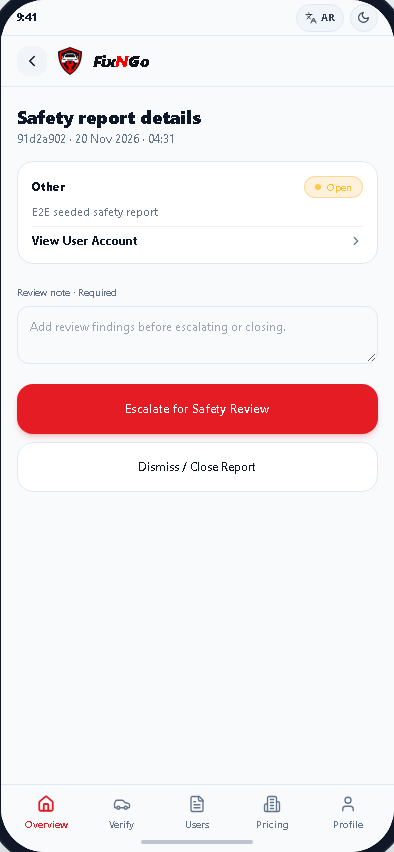 9:41
AR
FixNGo
Safety report details
91d2a902 · 20 Nov 2026 · 04:31
Other
Open
E2E seeded safety report
View User Account
Review note · Required
Add review findings before escalating or closing.
Escalate for Safety Review
Dismiss / Close Report
Overview
Verify
Users
Pricing
Profile